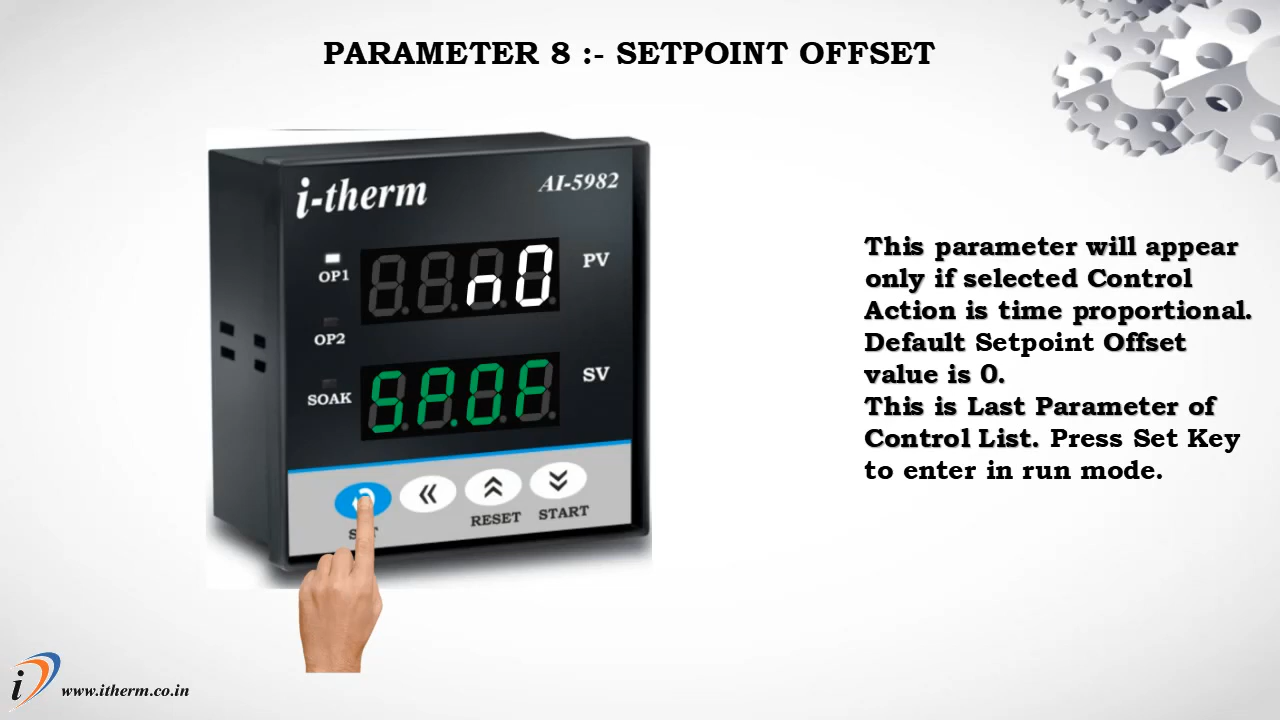 PARAMETER 8 :- SETPOINT OFFSET
i-therm
AI-5982
OP1
n0
PV
OP2
SP.OF
SV
SOAK
RESET
START
This parameter will appear
only if selected Control
Action is time proportional.
Default Setpoint Offset
value is 0.
This is Last Parameter of
Control List. Press Set Key
to enter in run mode.
i
www.itherm.co.in